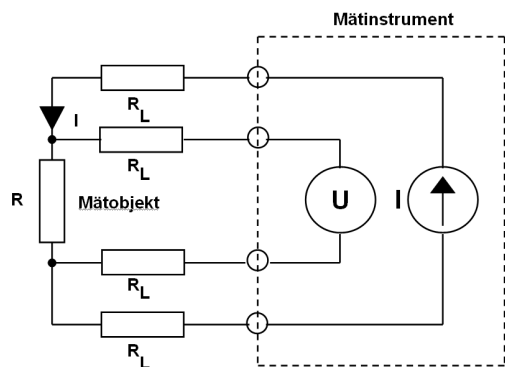 Mätinstrument
R_L
I
R_L
R
Mätobjekt
U
I
R_L
R_L